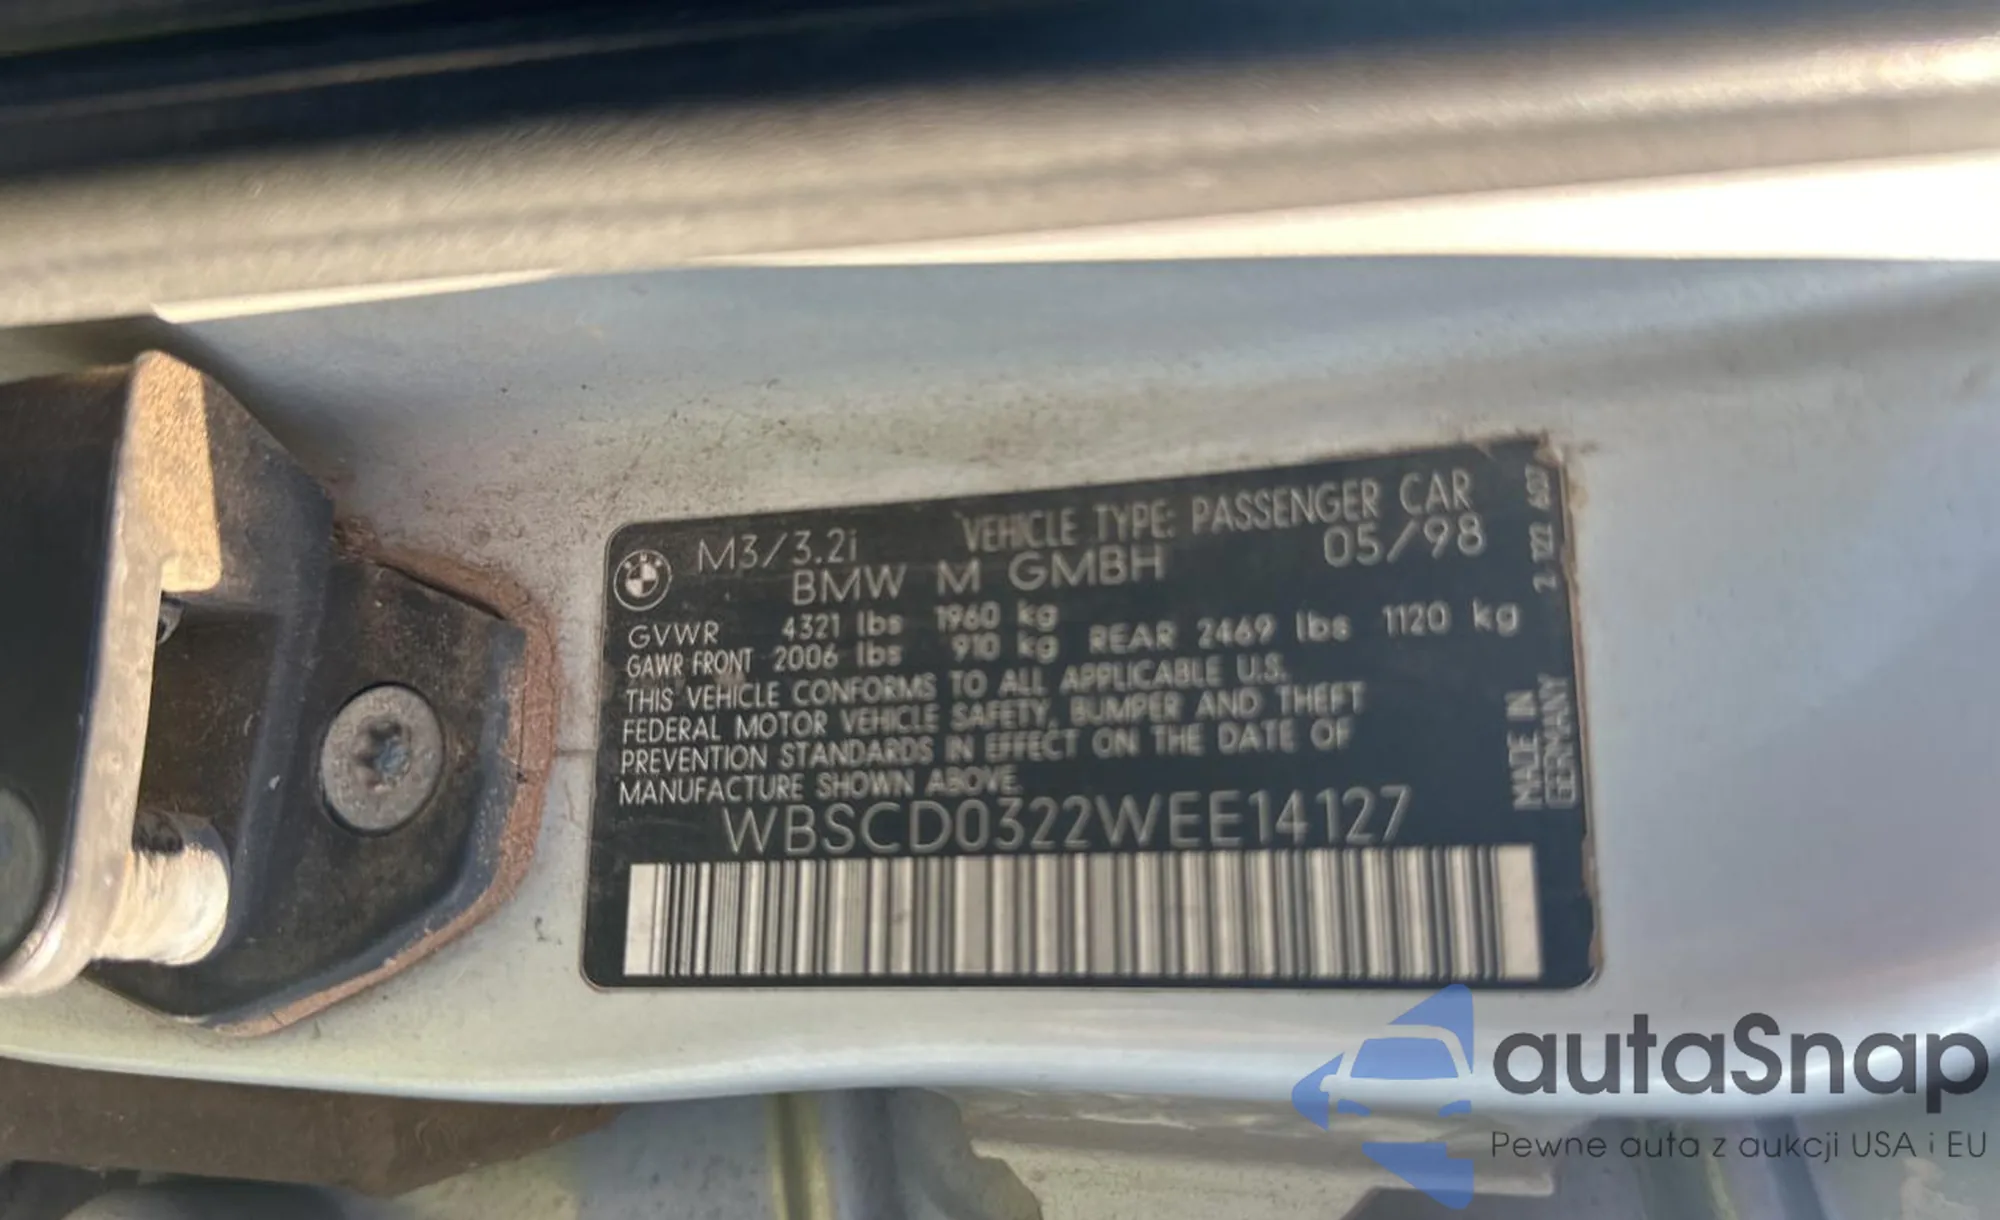 M3/3.2i VEHICLE TYPE: PASSENGER CAR
BMW M GMBH 05/98
GVWR 4321 lbs 1960 kg
GAWR FRONT 2006 lbs 910 kg REAR 2469 lbs 1120 kg
THIS VEHICLE CONFORMS TO ALL APPLICABLE U.S.
FEDERAL MOTOR VEHICLE SAFETY, BUMPER AND THEFT
PREVENTION STANDARDS IN EFFECT ON THE DATE OF
MANUFACTURE SHOWN ABOVE.
WBSCD0322WEE14127
2 122 607
MADE IN
GERMANY
autaSnap
Pewne auta z aukcji USA i EU